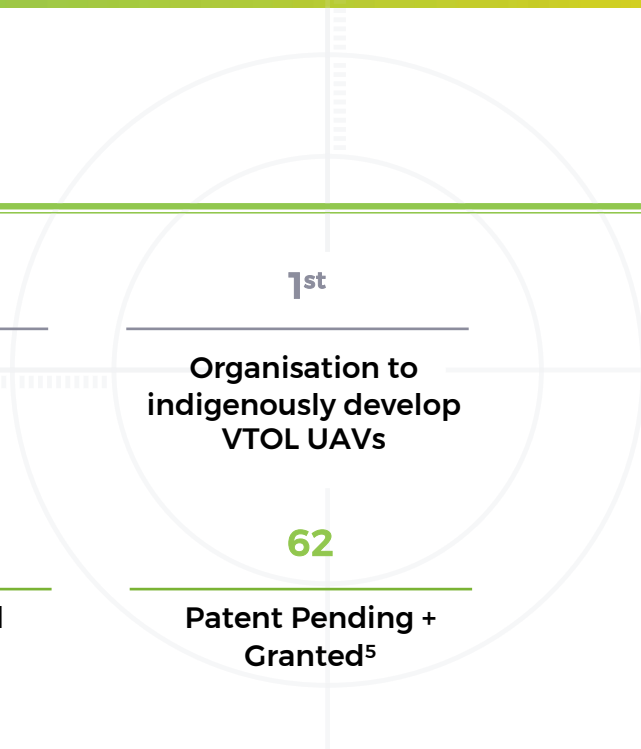 1st
Organisation to
indigenously develop
VTOL UAVs
62
Patent Pending +
Granted5